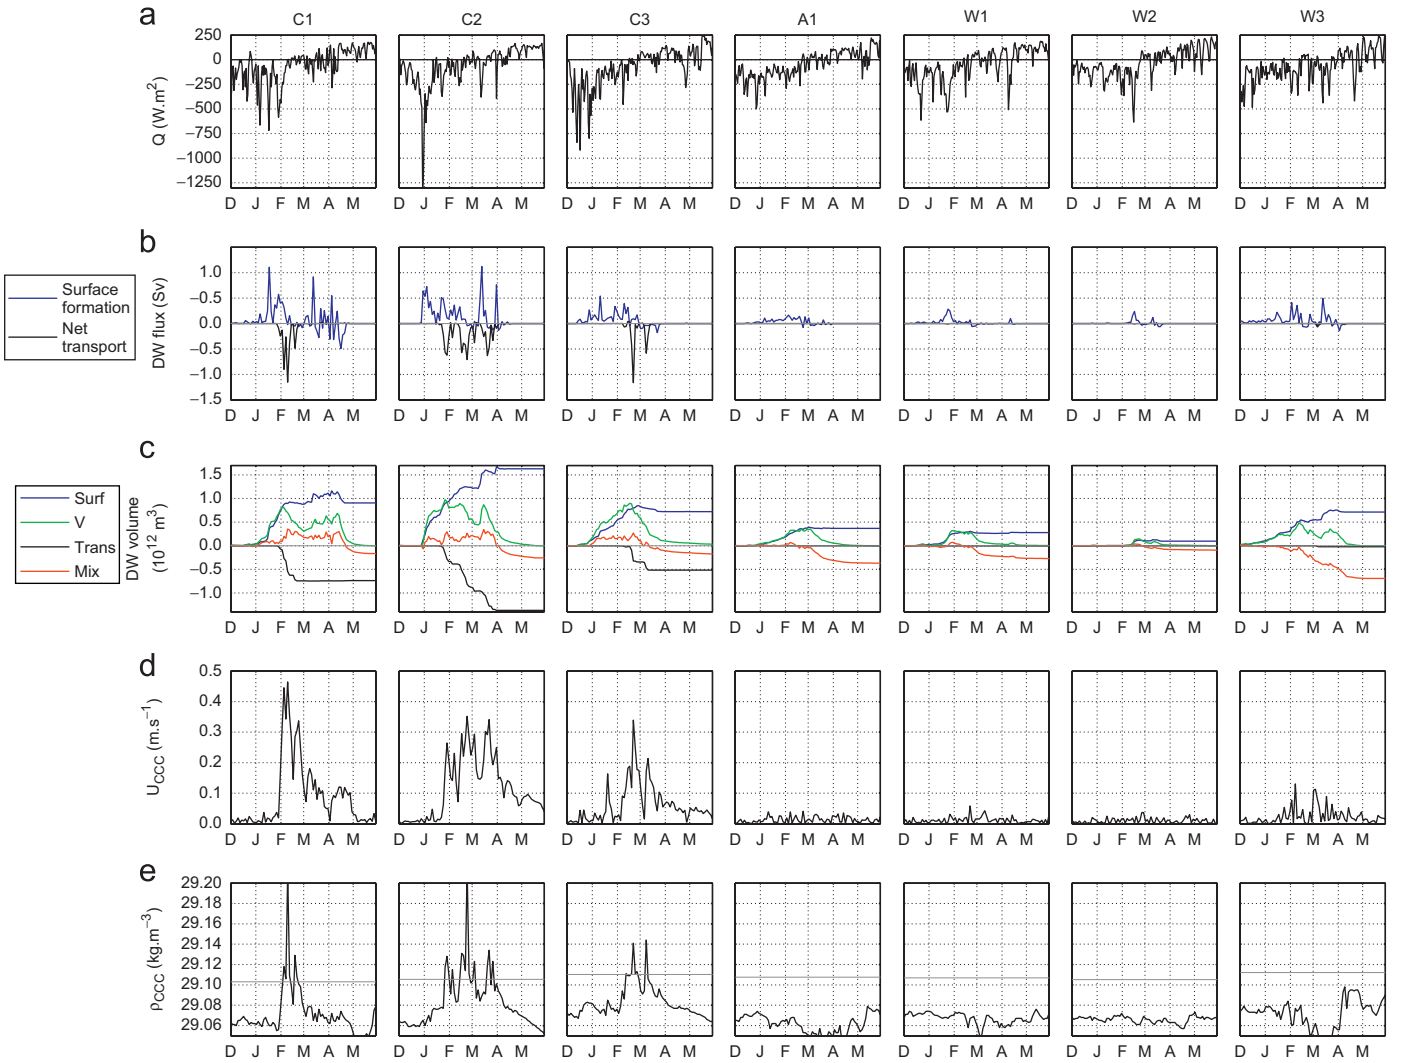 a
C1 C2 C3 A1 W1 W2 W3
Q (W.m²)
250
0
−250
−500
−750
−1000
−1250
D J F M A M D J F M A M D J F M A M D J F M A M D J F M A M D J F M A M D J F M A M
b
Surface formation
Net transport
DW flux (Sv)
1.0
−0.5
0.0
−0.5
−1.0
−1.5
D J F M A M D J F M A M D J F M A M D J F M A M D J F M A M D J F M A M D J F M A M
c
Surf
V
Trans
Mix
DW volume (10¹² m³)
1.5
1.0
0.5
0.0
−0.5
−1.0
D J F M A M D J F M A M D J F M A M D J F M A M D J F M A M D J F M A M D J F M A M
d
U_CCC (m.s⁻¹)
0.5
0.4
0.3
0.2
0.1
0.0
D J F M A M D J F M A M D J F M A M D J F M A M D J F M A M D J F M A M D J F M A M
e
ρ_CCC (kg.m⁻³)
29.20
29.18
29.16
29.14
29.12
29.10
29.08
29.06
D J F M A M D J F M A M D J F M A M D J F M A M D J F M A M D J F M A M D J F M A M